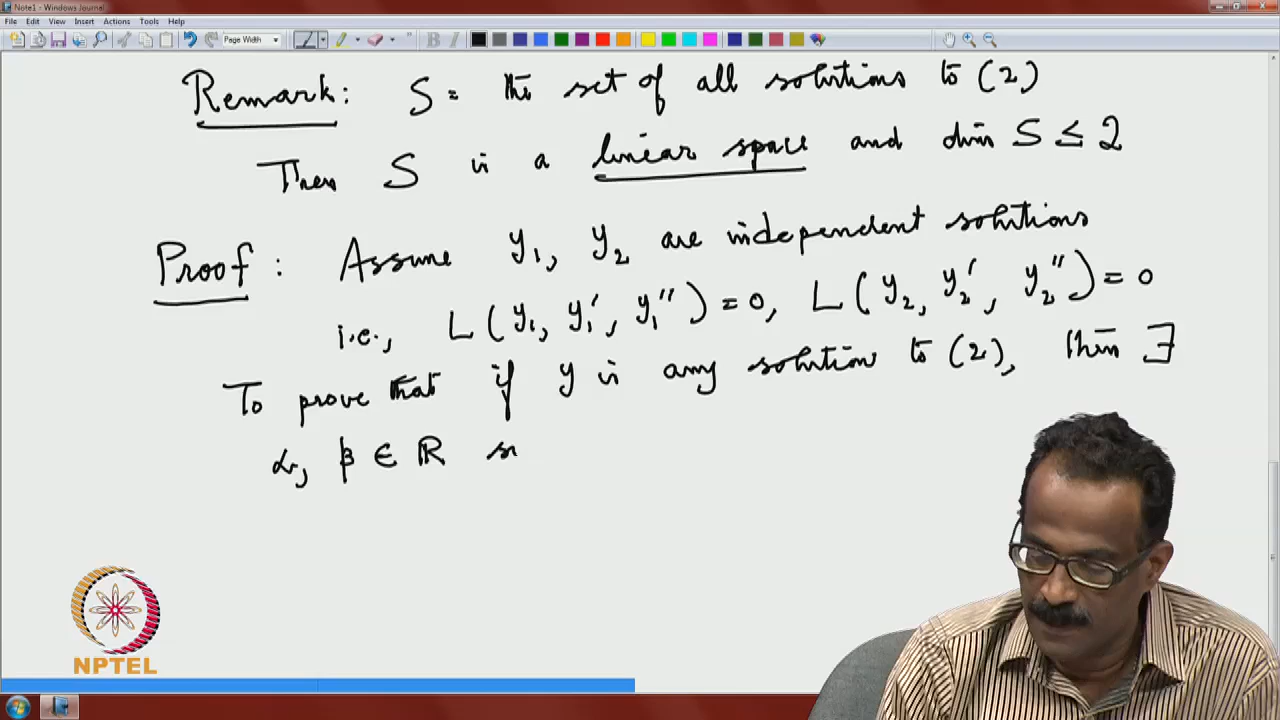 Note1 - Windows Journal
File Edit View Insert Actions Tools Help
Page Width
Remark: S = the set of all solutions to (2)
Then S is a linear space and dim S ≤ 2
Proof: Assume y₁, y₂ are independent solutions
i.e., L(y₁, y₁′, y₁″) = 0, L(y₂, y₂′, y₂″) = 0
To prove that if y is any solution to (2), then ∃
α, β ∈ ℝ
NPTEL